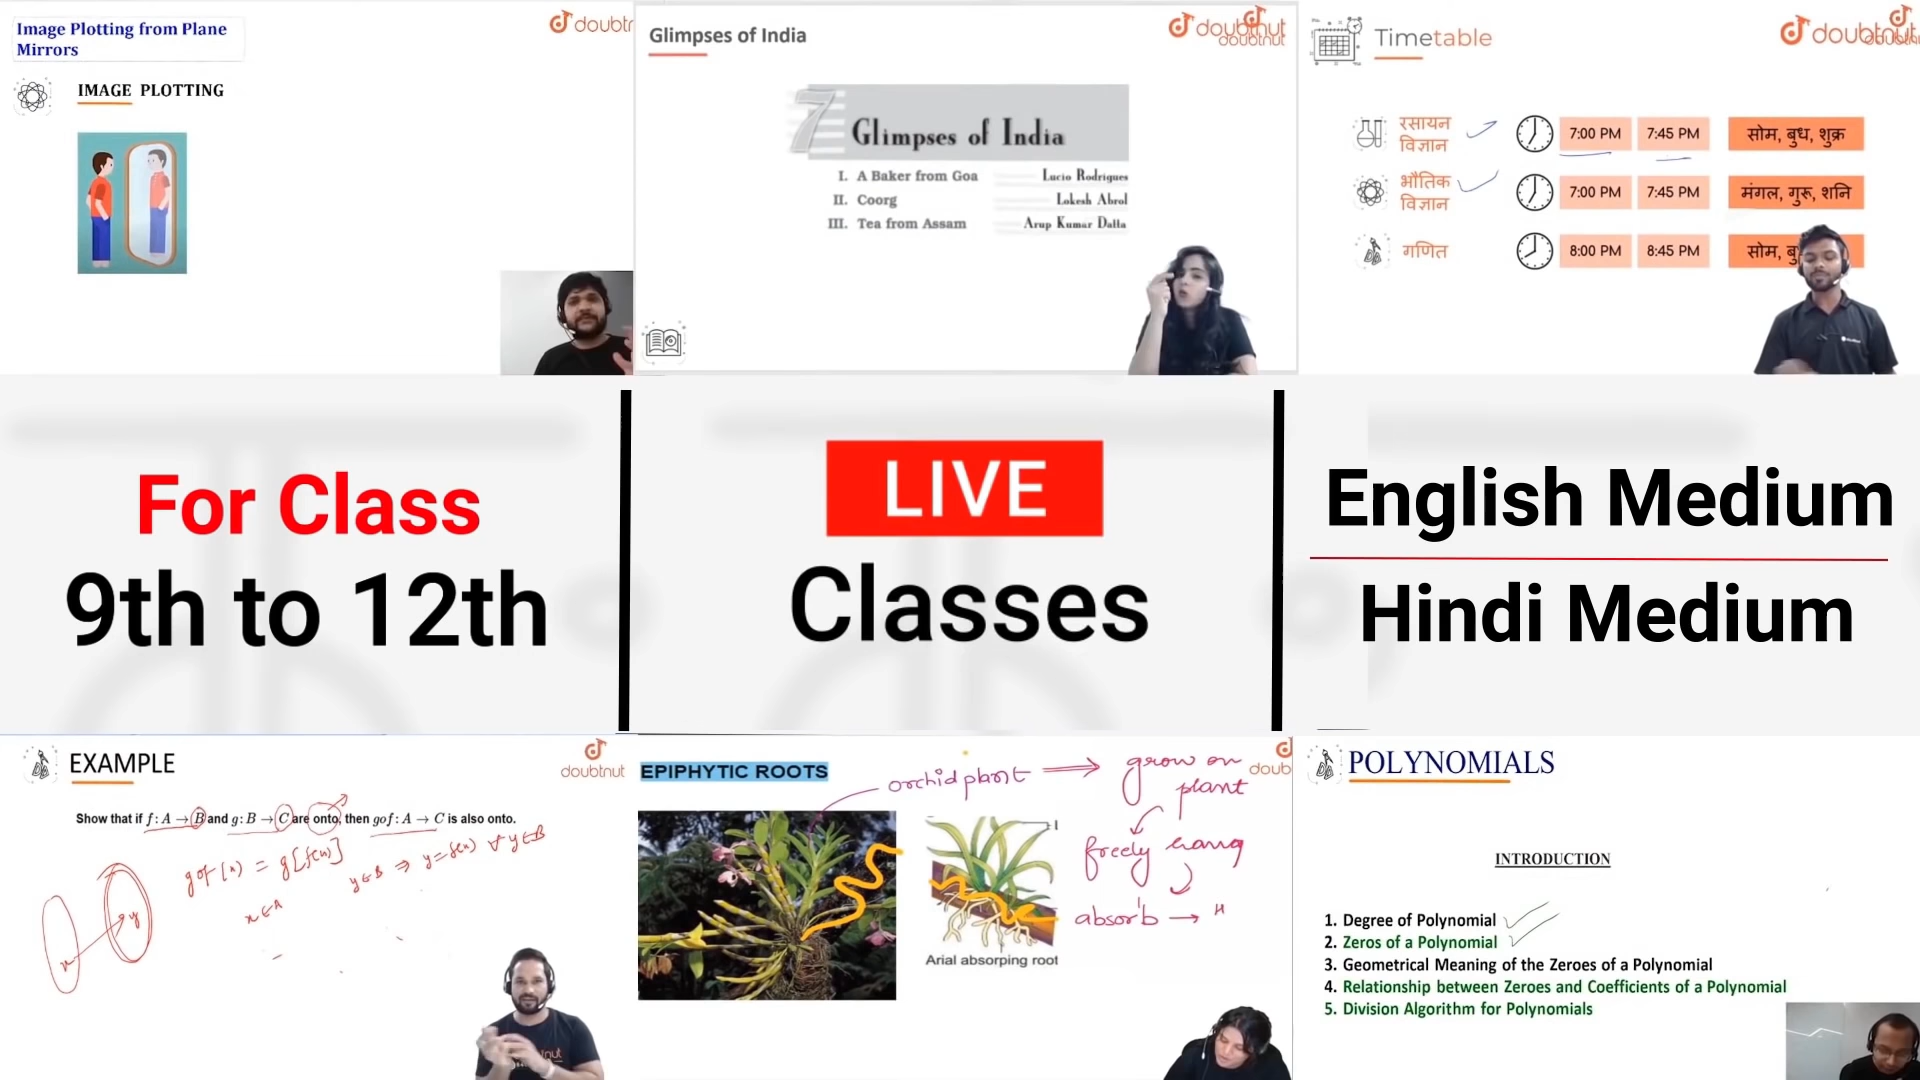 Image Plotting from Plane
Mirrors
doubtr
IMAGE PLOTTING
Glimpses of India
doubtnut
doubtnut
7
Glimpses of India
I. A Baker from Goa Lucio Rodrigues
II. Coorg Lokesh Abrol
III. Tea from Assam Arup Kumar Datta
Timetable
doubtnut
रसायन
विज्ञान
7:00 PM 7:45 PM सोम, बुध, शुक्र
भौतिक
विज्ञान
7:00 PM 7:45 PM मंगल, गुरू, शनि
गणित 8:00 PM 8:45 PM सोम, बु
For Class
9th to 12th
LIVE
Classes
English Medium
Hindi Medium
EXAMPLE
doubtnut
Show that if f : A → B and g : B → C are onto, then gof : A → C is also onto.
gof(x) = g[f(x)]
y∈B ⇒ y=f(x) ∀ y∈B
x∈A
x
y
EPIPHYTIC ROOTS
doub
orchid plant ⇒ grow on
plant
freely hang
absorb →
Arial absorping root
POLYNOMIALS
INTRODUCTION
1. Degree of Polynomial
2. Zeros of a Polynomial
3. Geometrical Meaning of the Zeroes of a Polynomial
4. Relationship between Zeroes and Coefficients of a Polynomial
5. Division Algorithm for Polynomials